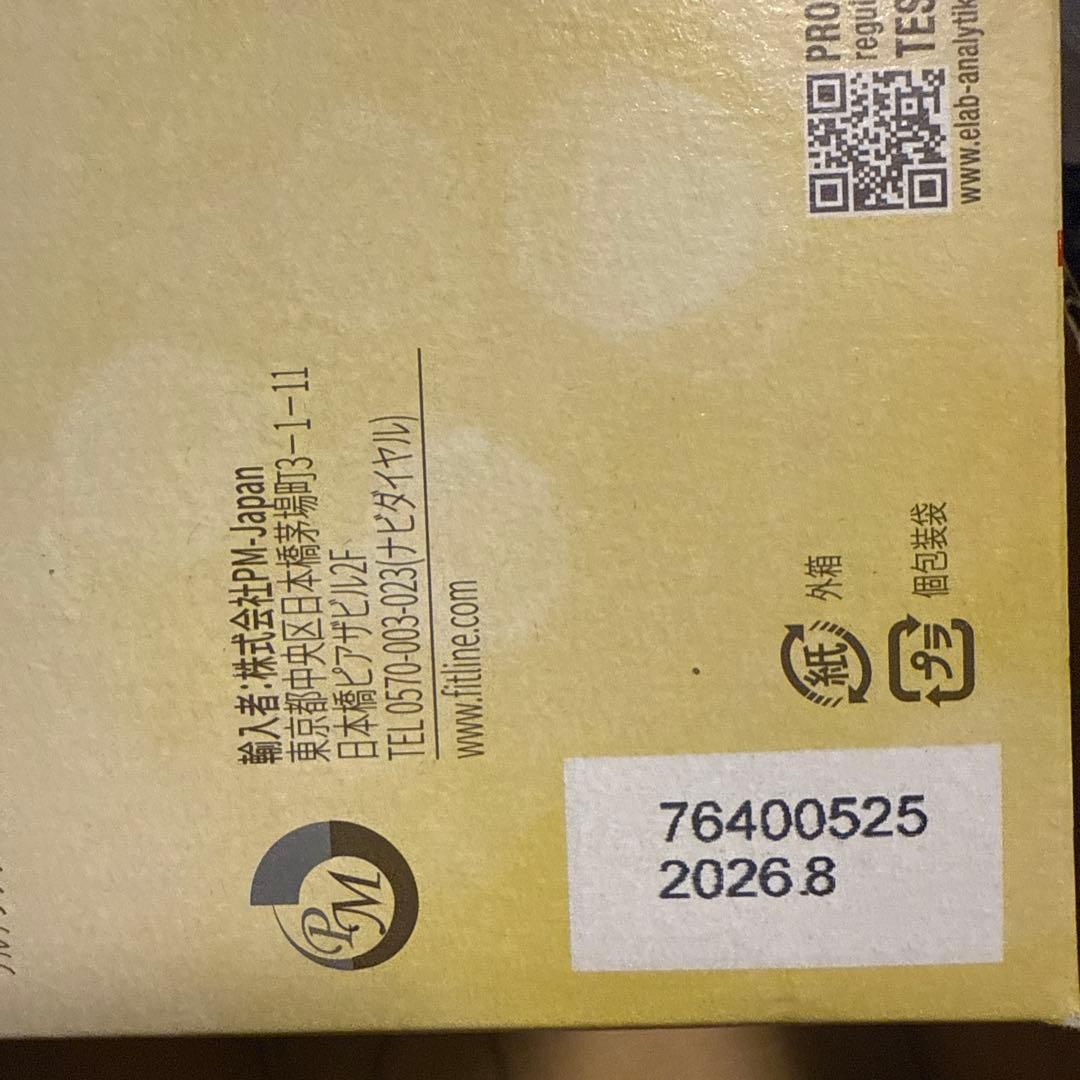 輸入者:株式会社PM-Japan
東京都中央区日本橋茅場町3-1-11
日本橋ピアザビル2F
TEL 0570-003-023(ナビダイヤル)
www.fitline.com
PM
76400525
2026.8
紙 外箱
プラ 個包装袋
PRO
regul
TES
www.elab-analytik